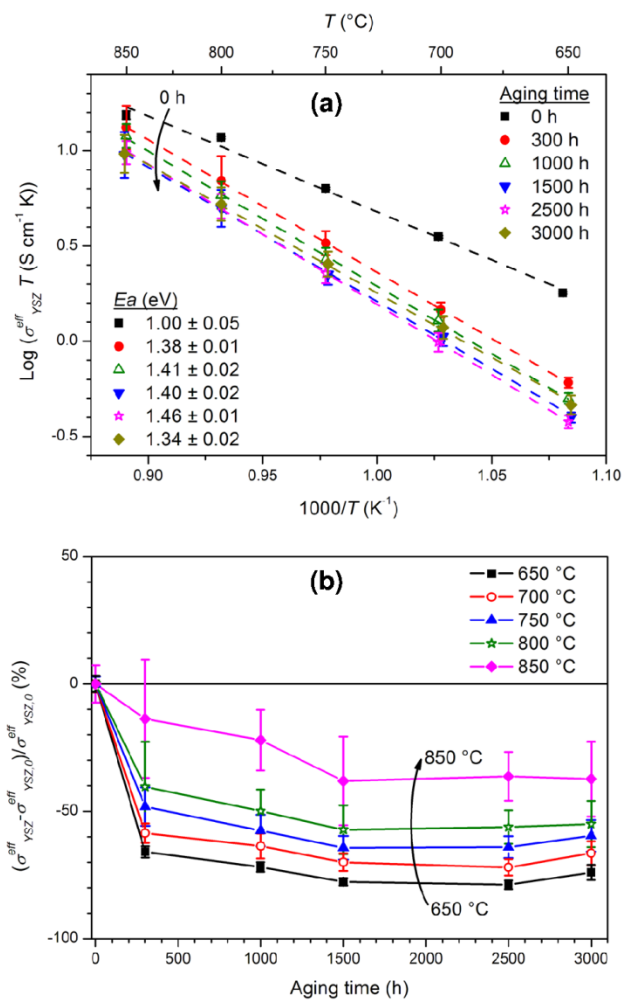 T (°C)
850 800 750 700 650
(a)
0 h
Aging time
0 h
300 h
1000 h
1500 h
2500 h
3000 h
Log (σ^eff_YSZ T (S cm⁻¹ K))
1.0
0.5
0.0
-0.5
Ea (eV)
1.00 ± 0.05
1.38 ± 0.01
1.41 ± 0.02
1.40 ± 0.02
1.46 ± 0.01
1.34 ± 0.02
0.90 0.95 1.00 1.05 1.10
1000/T (K⁻¹)
(b)
650 °C
700 °C
750 °C
800 °C
850 °C
(σ^eff_YSZ-σ^eff_YSZ,0)/σ^eff_YSZ,0 (%)
50
0
-50
-100
850 °C
650 °C
0 500 1000 1500 2000 2500 3000
Aging time (h)